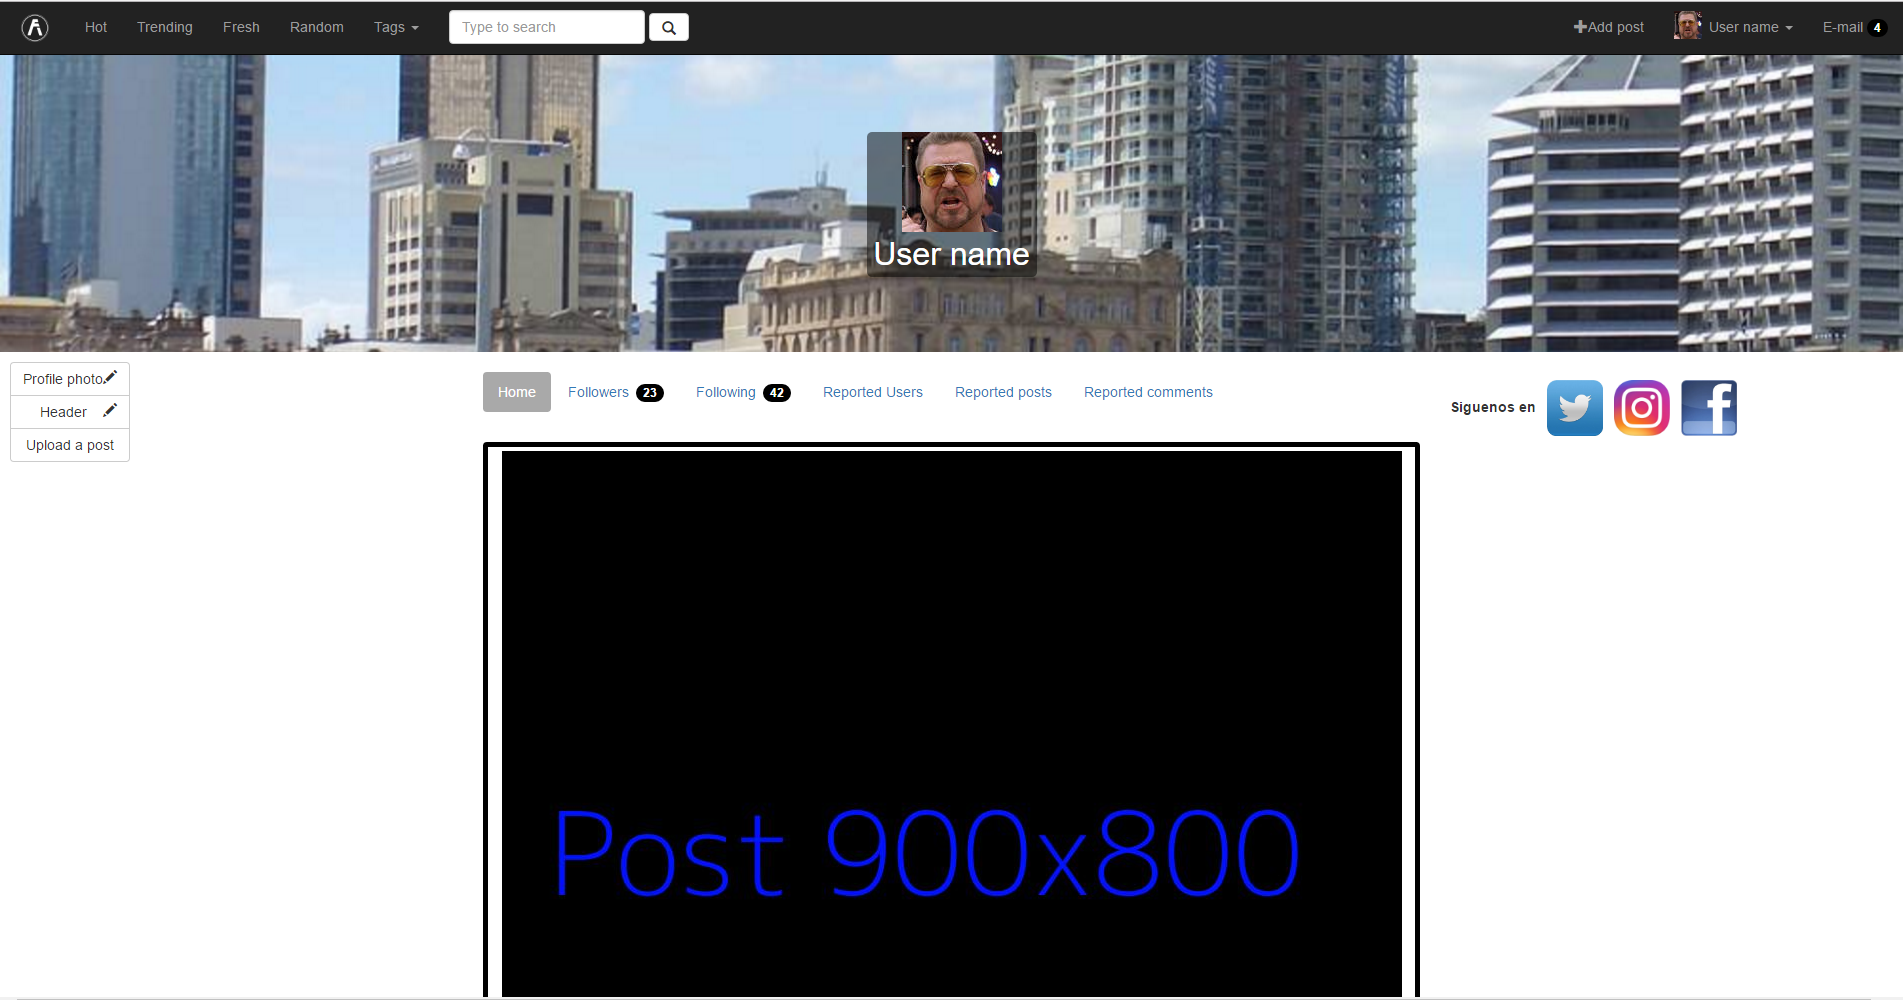 Hot Trending Fresh Random Tags Type to search Add post User name E-mail 4
User name
Profile photo
Header
Upload a post
Home Followers 23 Following 42 Reported Users Reported posts Reported comments
Siguenos en
Post 900x800